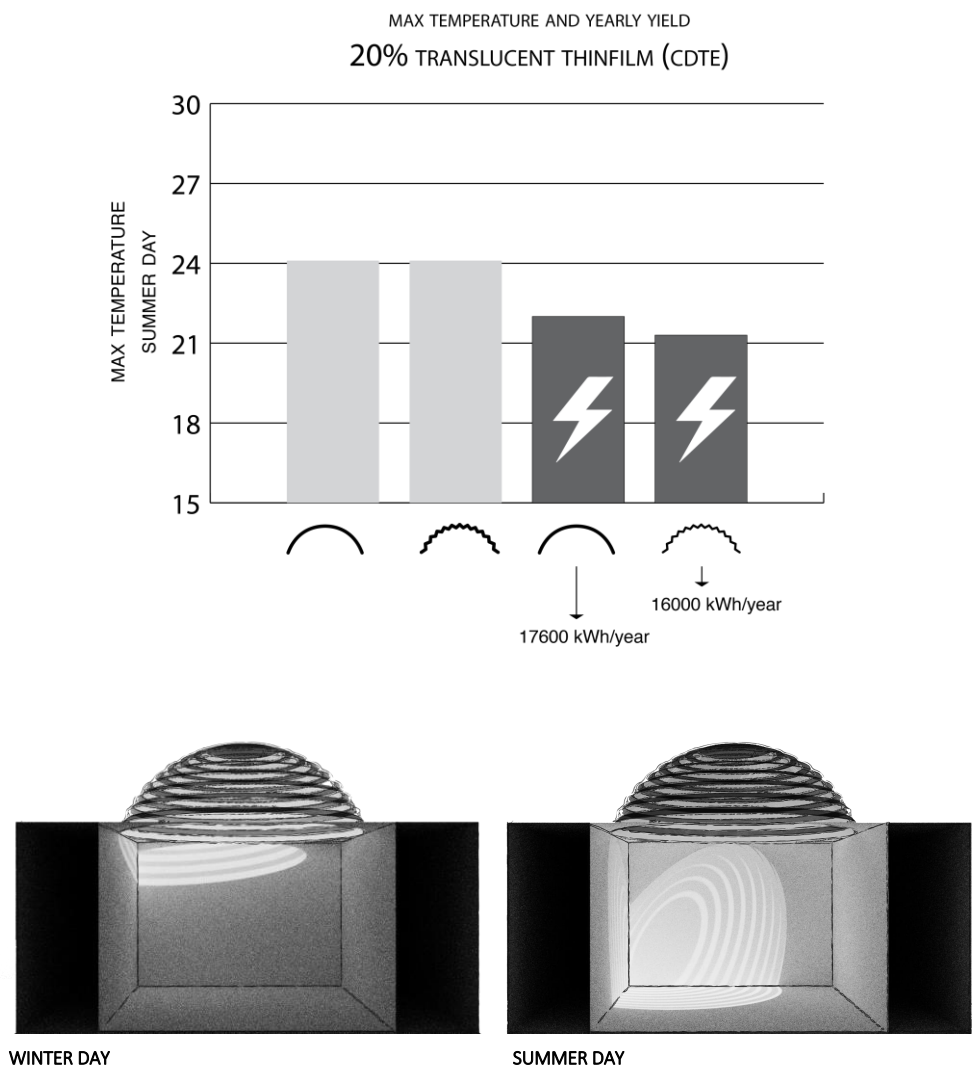 MAX TEMPERATURE AND YEARLY YIELD
20% TRANSLUCENT THINFILM (CDTE)
30
27
24
21
18
15
MAX TEMPERATURE
SUMMER DAY
16000 kWh/year
17600 kWh/year
WINTER DAY
SUMMER DAY